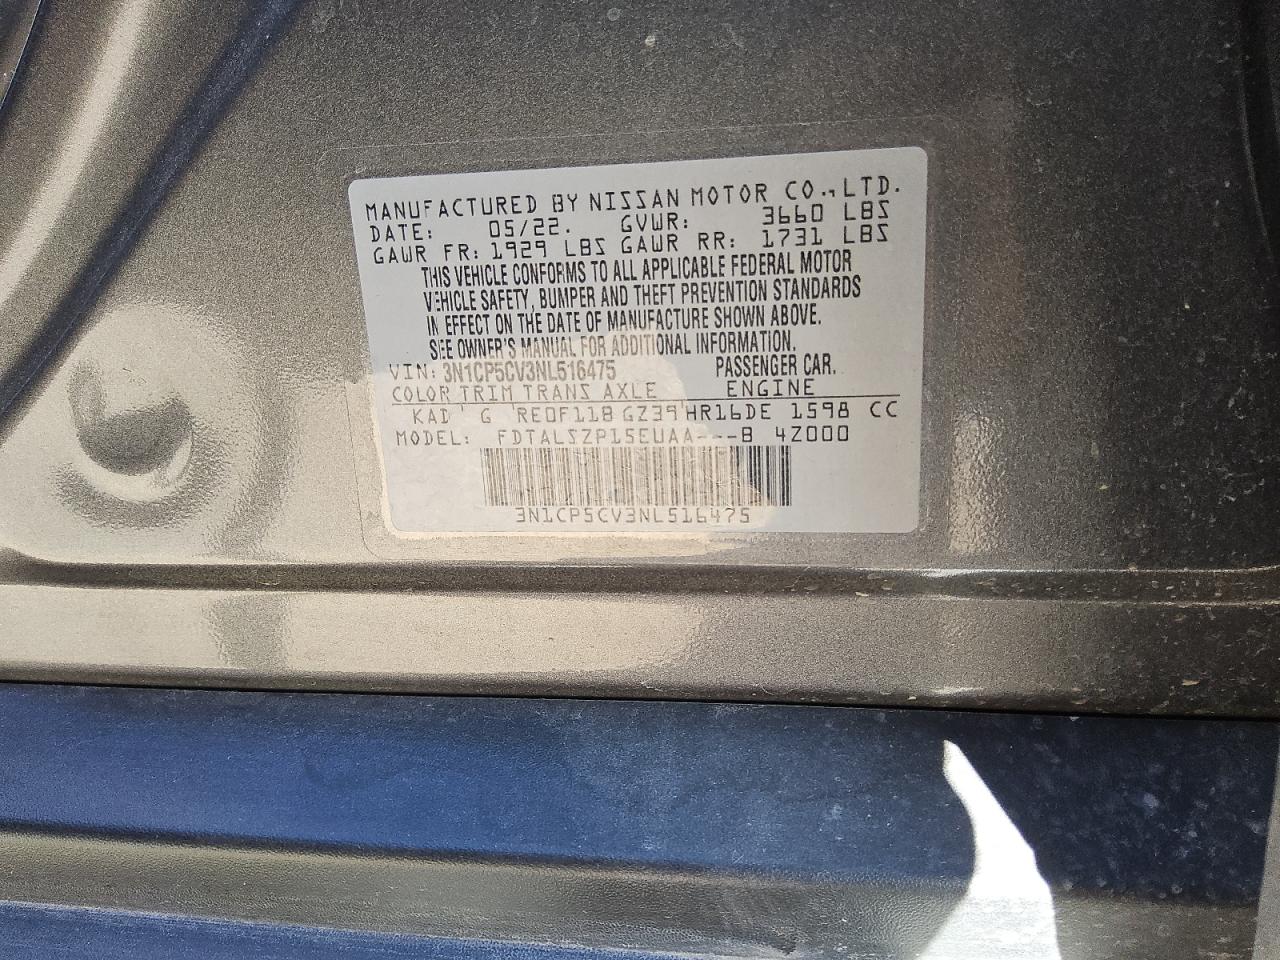 MANUFACTURED BY NISSAN MOTOR CO., LTD.
DATE: 05/22. GVWR: 3660 LBS
GAWR FR: 1929 LBS GAWR RR: 1731 LBS
THIS VEHICLE CONFORMS TO ALL APPLICABLE FEDERAL MOTOR
VEHICLE SAFETY, BUMPER AND THEFT PREVENTION STANDARDS
IN EFFECT ON THE DATE OF MANUFACTURE SHOWN ABOVE.
SEE OWNER'S MANUAL FOR ADDITIONAL INFORMATION.
VIN: 3N1CP5CV3NL516475 PASSENGER CAR.
COLOR TRIM TRANS AXLE ENGINE
KAD G RE0F11B GZ39 HR16DE 1598 CC
MODEL: FDTALSZP15EUAA---B 4Z000
3N1CP5CV3NL516475